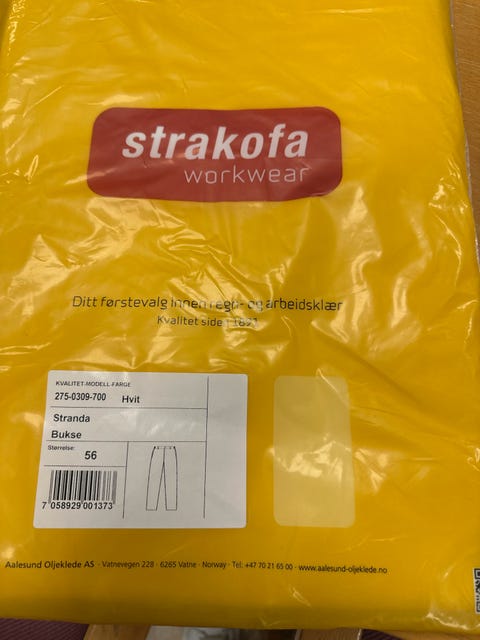 strakofa
workwear
Ditt førstevalg innen regn- og arbeidsklær
Kvalitet side i 1891
KVALITET-MODELL-FARGE
275-0309-700 Hvit
Stranda
Bukse
Størrelse:
56
7 058929 001373
Aalesund Oljeklede AS · Vatnevegen 228 · 6265 Vatne · Norway · Tel: +47 70 21 65 00 · www.aalesund-oljeklede.no